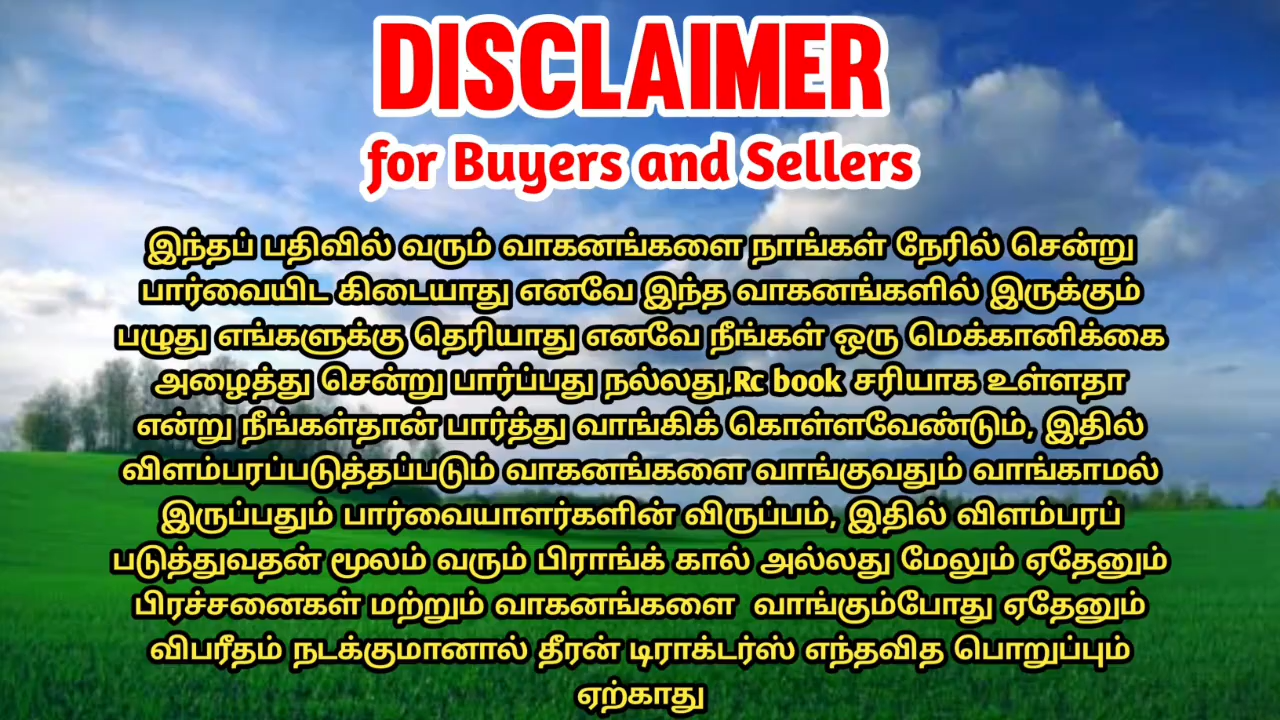 DISCLAIMER
for Buyers and Sellers
இந்தப் பதிவில் வரும் வாகனங்களை நாங்கள் நேரில் சென்று
பார்வையிட கிடையாது எனவே இந்த வாகனங்களில் இருக்கும்
பழுது எங்களுக்கு தெரியாது எனவே நீங்கள் ஒரு மெக்கானிக்கை
அழைத்து சென்று பார்ப்பது நல்லது,Rc book சரியாக உள்ளதா
என்று நீங்கள்தான் பார்த்து வாங்கிக் கொள்ளவேண்டும், இதில்
விளம்பரப்படுத்தப்படும் வாகனங்களை வாங்குவதும் வாங்காமல்
இருப்பதும் பார்வையாளர்களின் விருப்பம், இதில் விளம்பரப்
படுத்துவதன் மூலம் வரும் பிராங்க் கால் அல்லது மேலும் ஏதேனும்
பிரச்சனைகள் மற்றும் வாகனங்களை வாங்கும்போது ஏதேனும்
விபரீதம் நடக்குமானால் தீரன் டிராக்டர்ஸ் எந்தவித பொறுப்பும்
ஏற்காது